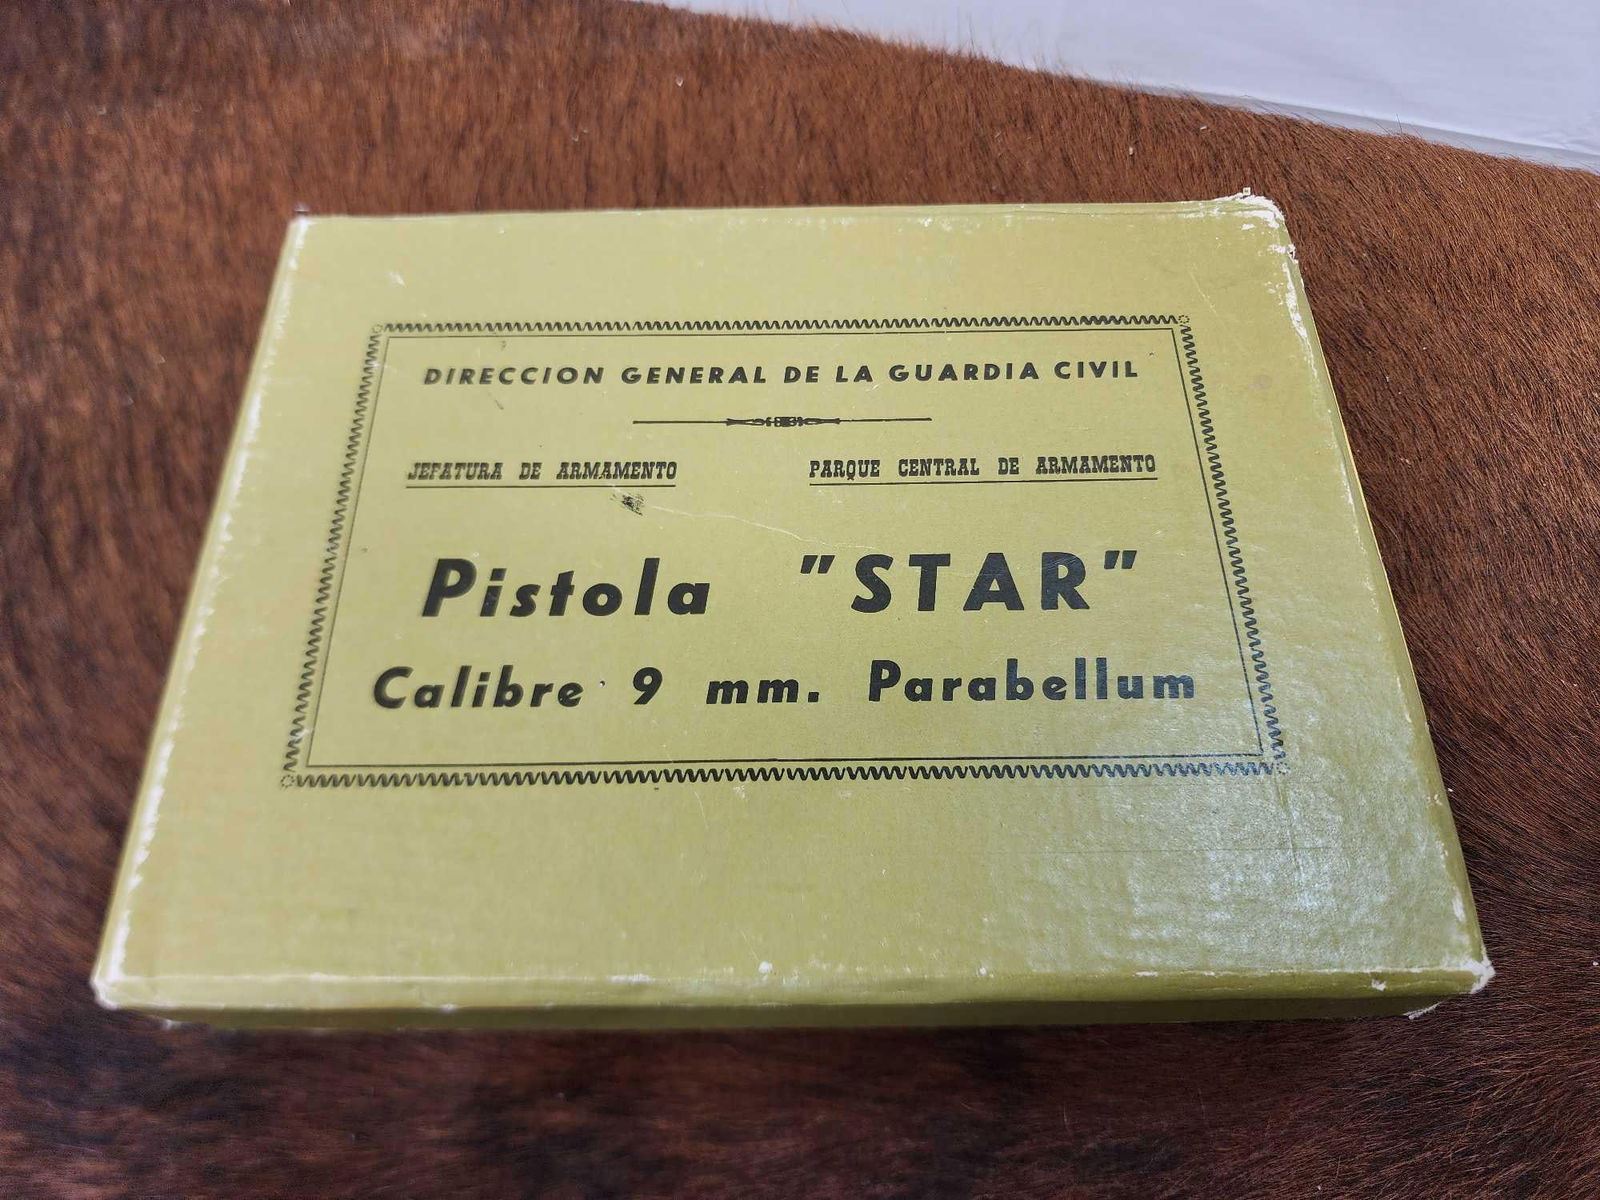 DIRECCION GENERAL DE LA GUARDIA CIVIL
JEFATURA DE ARMAMENTO PARQUE CENTRAL DE ARMAMENTO
Pistola "STAR"
Calibre 9 mm. Parabellum